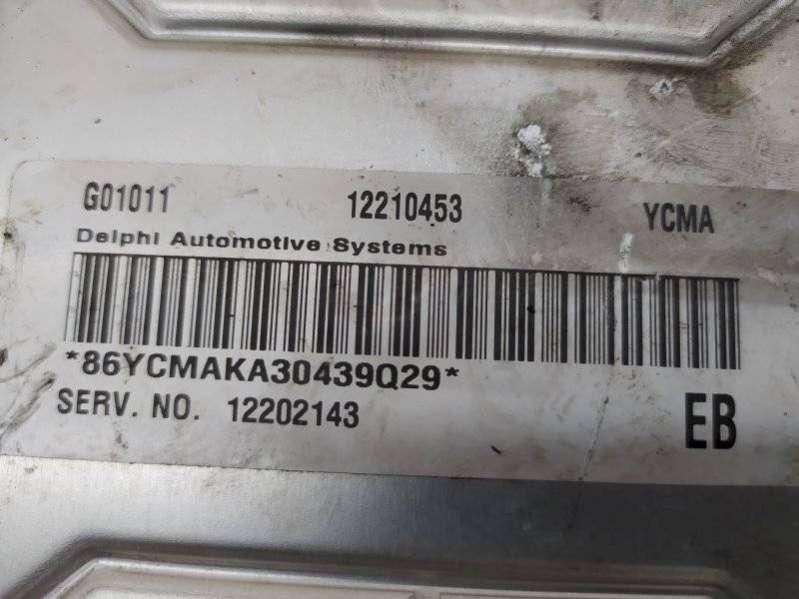 G01011 12210453 YCMA
Delphi Automotive Systems
*86YCMAKA30439Q29*
SERV. NO. 12202143 EB